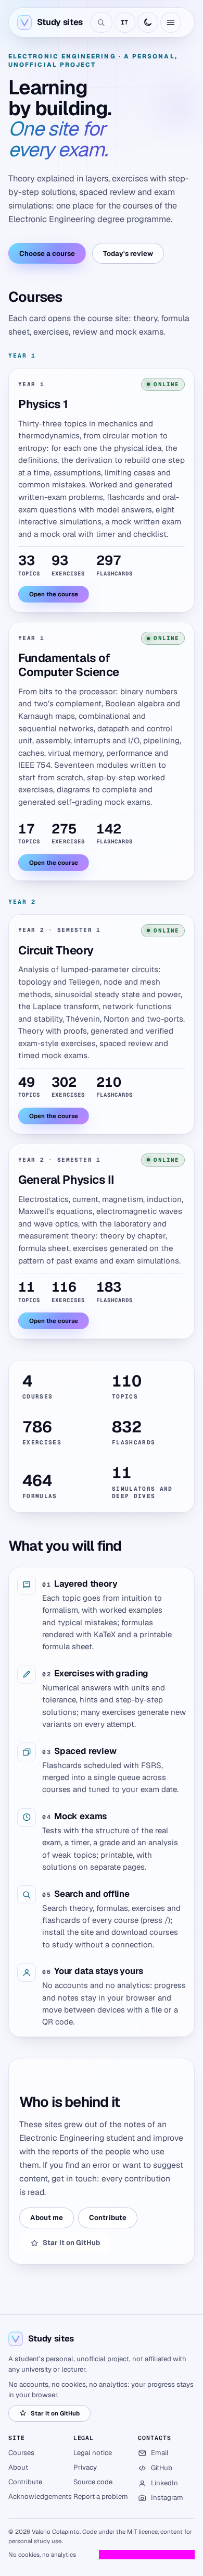 Study sites
IT
ELECTRONIC ENGINEERING · A PERSONAL,
UNOFFICIAL PROJECT
Learning
by building.
One site for
every exam.
Theory explained in layers, exercises with step-
by-step solutions, spaced review and exam
simulations: one place for the courses of the
Electronic Engineering degree programme.
Choose a course
Today's review
Courses
Each card opens the course site: theory, formula
sheet, exercises, review and mock exams.
YEAR 1
YEAR 1
ONLINE
Physics 1
Thirty-three topics in mechanics and
thermodynamics, from circular motion to
entropy: for each one the physical idea, the
definitions, the derivation to rebuild one step
at a time, assumptions, limiting cases and
common mistakes. Worked and generated
written-exam problems, flashcards and oral-
exam questions with model answers, eight
interactive simulations, a mock written exam
and a mock oral with timer and checklist.
33 93 297
TOPICS EXERCISES FLASHCARDS
Open the course
YEAR 1
ONLINE
Fundamentals of
Computer Science
From bits to the processor: binary numbers
and two's complement, Boolean algebra and
Karnaugh maps, combinational and
sequential networks, datapath and control
unit, assembly, interrupts and I/O, pipelining,
caches, virtual memory, performance and
IEEE 754. Seventeen modules written to
start from scratch, step-by-step worked
exercises, diagrams to complete and
generated self-grading mock exams.
17 275 142
TOPICS EXERCISES FLASHCARDS
Open the course
YEAR 2
YEAR 2 · SEMESTER 1
ONLINE
Circuit Theory
Analysis of lumped-parameter circuits:
topology and Tellegen, node and mesh
methods, sinusoidal steady state and power,
the Laplace transform, network functions
and stability, Thévenin, Norton and two-ports.
Theory with proofs, generated and verified
exam-style exercises, spaced review and
timed mock exams.
49 302 210
TOPICS EXERCISES FLASHCARDS
Open the course
YEAR 2 · SEMESTER 1
ONLINE
General Physics II
Electrostatics, current, magnetism, induction,
Maxwell's equations, electromagnetic waves
and wave optics, with the laboratory and
measurement theory: theory by chapter,
formula sheet, exercises generated on the
pattern of past exams and exam simulations.
11 116 183
TOPICS EXERCISES FLASHCARDS
Open the course
4 110
COURSES TOPICS
786 832
EXERCISES FLASHCARDS
464 11
FORMULAS SIMULATORS AND
DEEP DIVES
What you will find
01 Layered theory
Each topic goes from intuition to
formalism, with worked examples
and typical mistakes; formulas
rendered with KaTeX and a printable
formula sheet.
02 Exercises with grading
Numerical answers with units and
tolerance, hints and step-by-step
solutions; many exercises generate new
variants on every attempt.
03 Spaced review
Flashcards scheduled with FSRS,
merged into a single queue across
courses and tuned to your exam date.
04 Mock exams
Tests with the structure of the real
exam, a timer, a grade and an analysis
of weak topics; printable, with
solutions on separate pages.
05 Search and offline
Search theory, formulas, exercises and
flashcards of every course (press /);
install the site and download courses
to study without a connection.
06 Your data stays yours
No accounts and no analytics: progress
and reviews stay in your browser and
move between devices with a file or a
QR code.
Who is behind it
These sites grew out of the notes of an
Electronic Engineering student and improve
with the reports of the people who use
them. If you find an error or want to suggest
content, get in touch: every contribution
is read.
About me
Contribute
Star it on GitHub
Study sites
A student's personal, unofficial project, not affiliated with
any university or lecturer.
No accounts, no cookies, no analytics: your progress stays
in your browser.
Star it on GitHub
SITE LEGAL CONTACTS
Courses Legal notice Email
About Privacy GitHub
Contribute Source code LinkedIn
Acknowledgements Report a problem Instagram
© 2026 Valerio Colapinto. Code under the MIT licence, content for
personal study use.
No cookies, no analytics